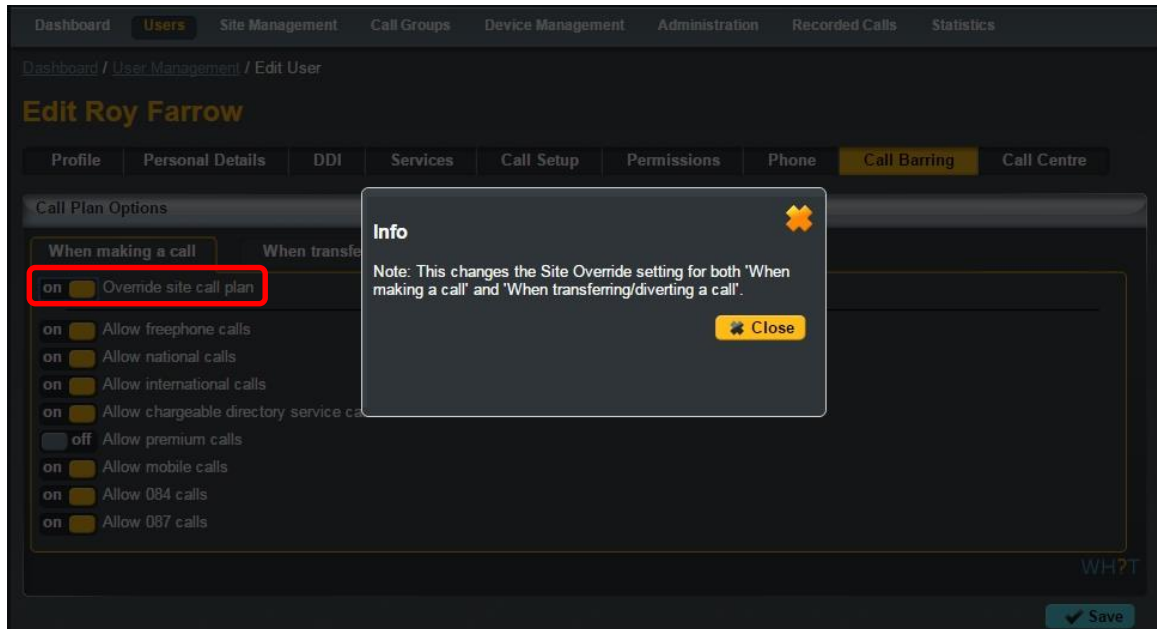 Dashboard Users Site Management Call Groups Device Management Administration Recorded Calls Statistics
Dashboard / User Management / Edit User
Edit Roy Farrow
Profile Personal Details DDI Services Call Setup Permissions Phone Call Barring Call Centre
Call Plan Options
When making a call When transfe
on Override site call plan
on Allow freephone calls
on Allow national calls
on Allow international calls
on Allow chargeable directory service ca
off Allow premium calls
on Allow mobile calls
on Allow 084 calls
on Allow 087 calls
Info
Note: This changes the Site Override setting for both 'When
making a call' and 'When transferring/diverting a call'.
Close
WH?T
Save